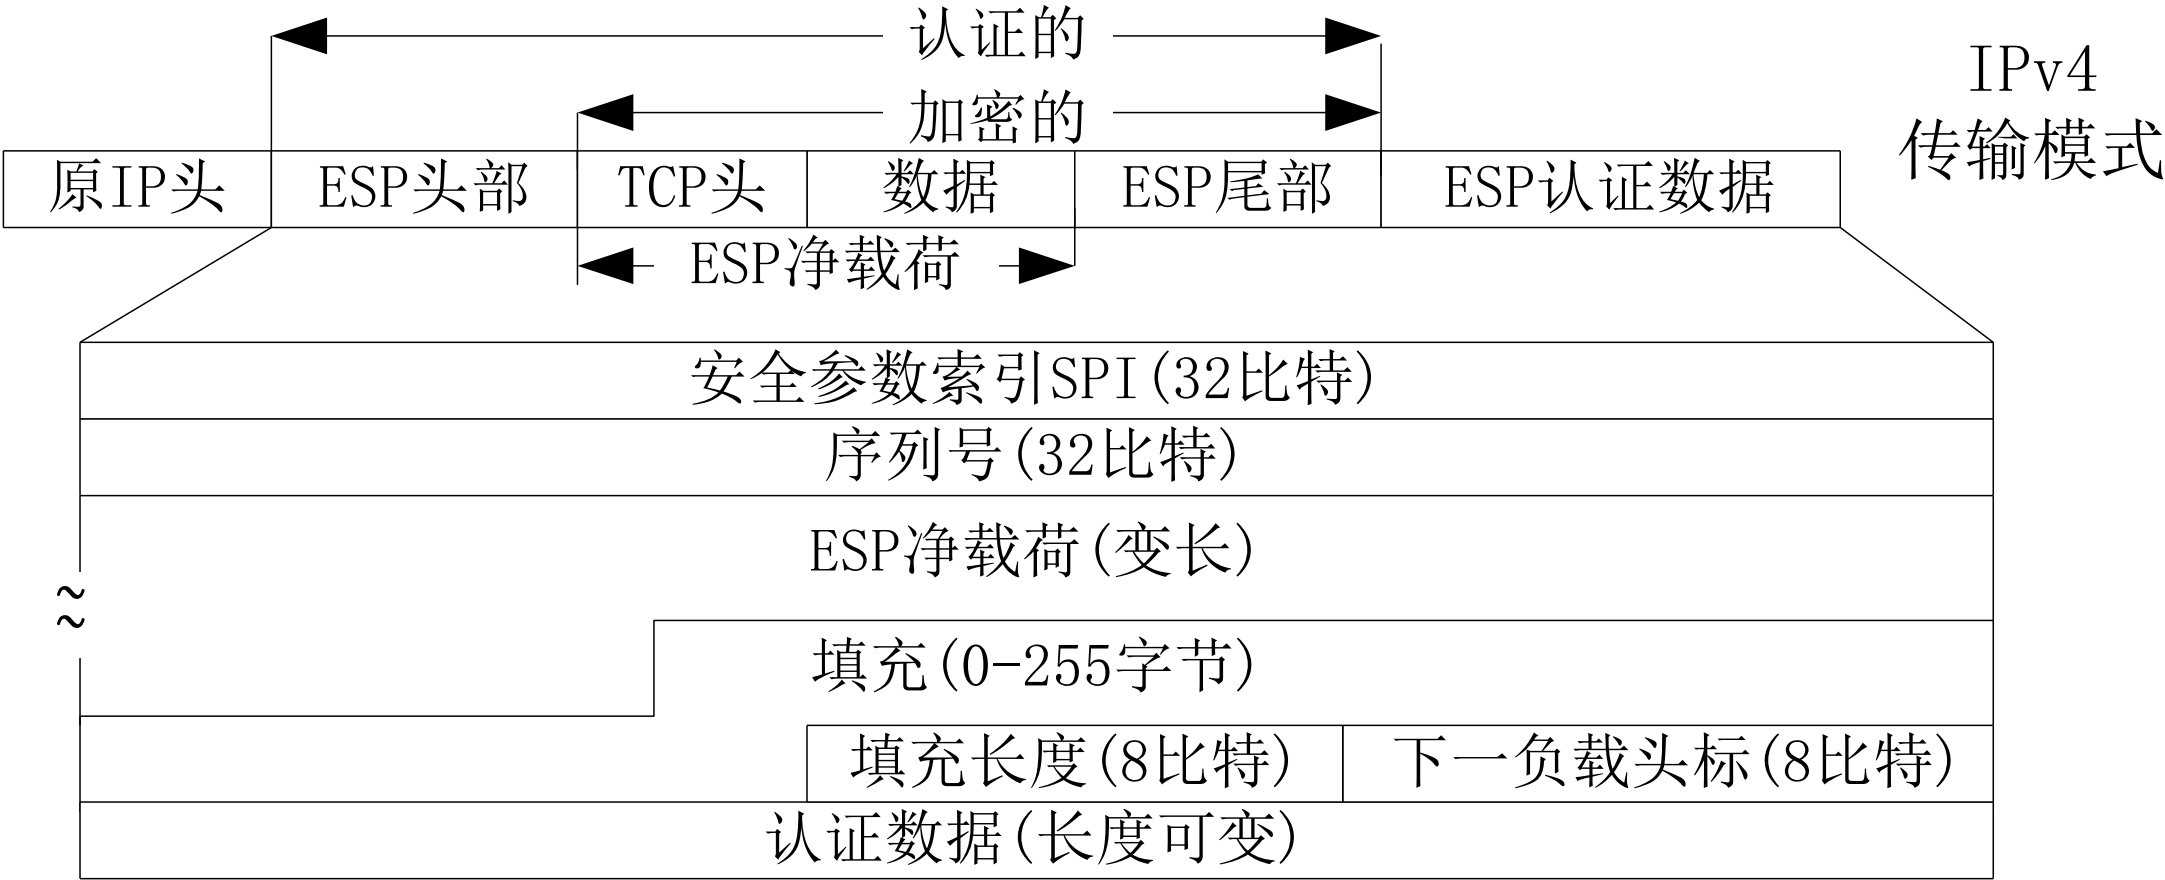 认证的
IPv4
传输模式
加密的
原IP头 ESP头部 TCP头 数据 ESP尾部 ESP认证数据
ESP净载荷
安全参数索引SPI(32比特)
序列号(32比特)
ESP净载荷(变长)
~
~
填充(0-255字节)
填充长度(8比特) 下一负载头标(8比特)
认证数据(长度可变)